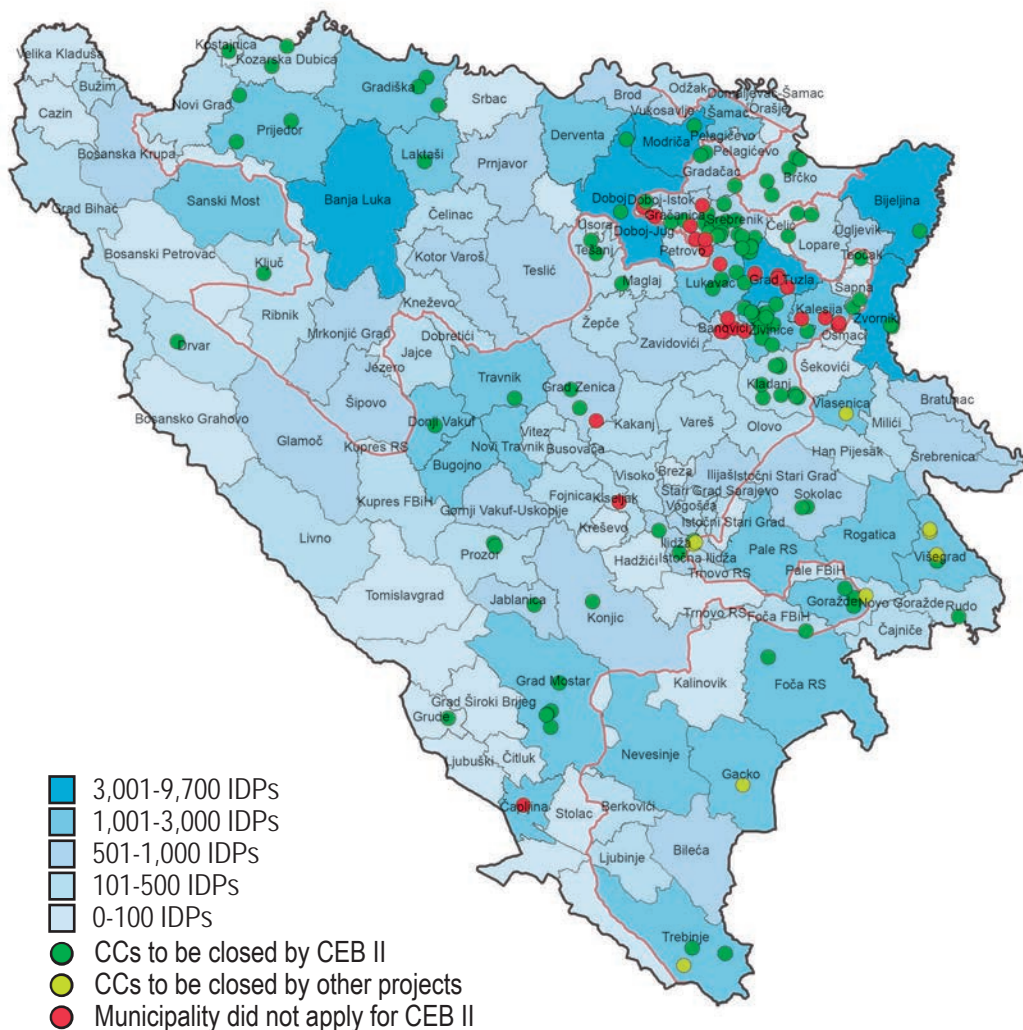 Velika Kladuša
Bužim
Cazin
Kostajnica
Kozarska Dubica
Novi Grad
Prijedor
Gradiška
Srbac
Laktaši
Bosanska Krupa
Grad Bihać
Sanski Most
Banja Luka
Bosanski Petrovac
Ključ
Ribnik
Drvar
Bosansko Grahovo
Glamoč
Mrkonjić Grad
Jezero
Šipovo
Čelinac
Kotor Varoš
Kneževo
Dobretići
Jajce
Prnjavor
Teslić
Derventa
Brod
Odžak
Vukosavlje
Domaljevac-Šamac
Šamac
Orašje
Modriča
Pelagićevo
Pelagićevo
Gradačac
Brčko
Bijeljina
Doboj
Doboj-Istok
Gračanica
Doboj-Jug
Srebrenik
Petrovo
Čelić
Lopare
Ugljevik
Teočak
Usora
Tešanj
Maglaj
Lukavac
Grad Tuzla
Sapna
Kalesija
Zvornik
Osmaci
Banovići
Živinice
Žepče
Zavidovići
Šekovići
Kladanj
Vlasenica
Bratunac
Milići
Srebrenica
Han Pijesak
Olovo
Travnik
Grad Zenica
Kakanj
Vareš
Donji Vakuf
Novi Travnik
Vitez
Busovača
Bugojno
Kupres RS
Kupres FBiH
Gornji Vakuf-Uskoplje
Fojnica
Visoko
Breza
Ilijaš
Istočni Stari Grad
Kiseljak
Stari Grad Sarajevo
Vogošća
Sokolac
Kreševo
Istočni Stari Grad
Ilidža
Istočna Ilidža
Hadžići
Trnovo RS
Pale RS
Rogatica
Višegrad
Pale FBiH
Livno
Prozor
Tomislavgrad
Jablanica
Konjic
Trnovo RS
Foča FBiH
Goražde
Novo Goražde
Rudo
Čajniče
Kalinovik
Foča RS
Grad Mostar
Grad Široki Brijeg
Grude
Ljubuški
Čitluk
Nevesinje
Gacko
Čapljina
Stolac
Berkovići
Ljubinje
Bileća
Trebinje
3,001-9,700 IDPs
1,001-3,000 IDPs
501-1,000 IDPs
101-500 IDPs
0-100 IDPs
CCs to be closed by CEB II
CCs to be closed by other projects
Municipality did not apply for CEB II